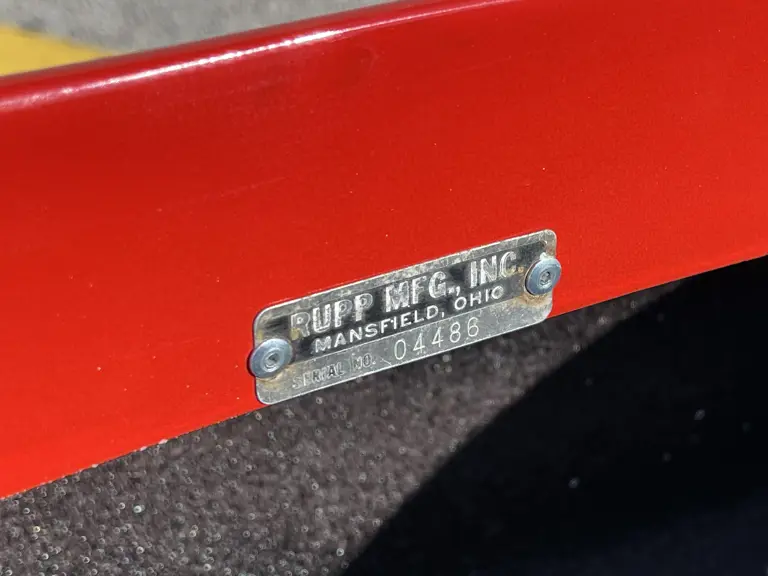 RUPP MFG., INC.
MANSFIELD, OHIO
SERIAL NO. 04486